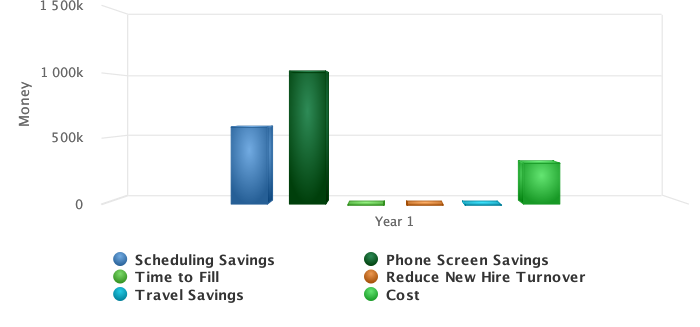 1 500k
1 000k
500k
0
Money
Year 1
Scheduling Savings
Phone Screen Savings
Time to Fill
Reduce New Hire Turnover
Travel Savings
Cost